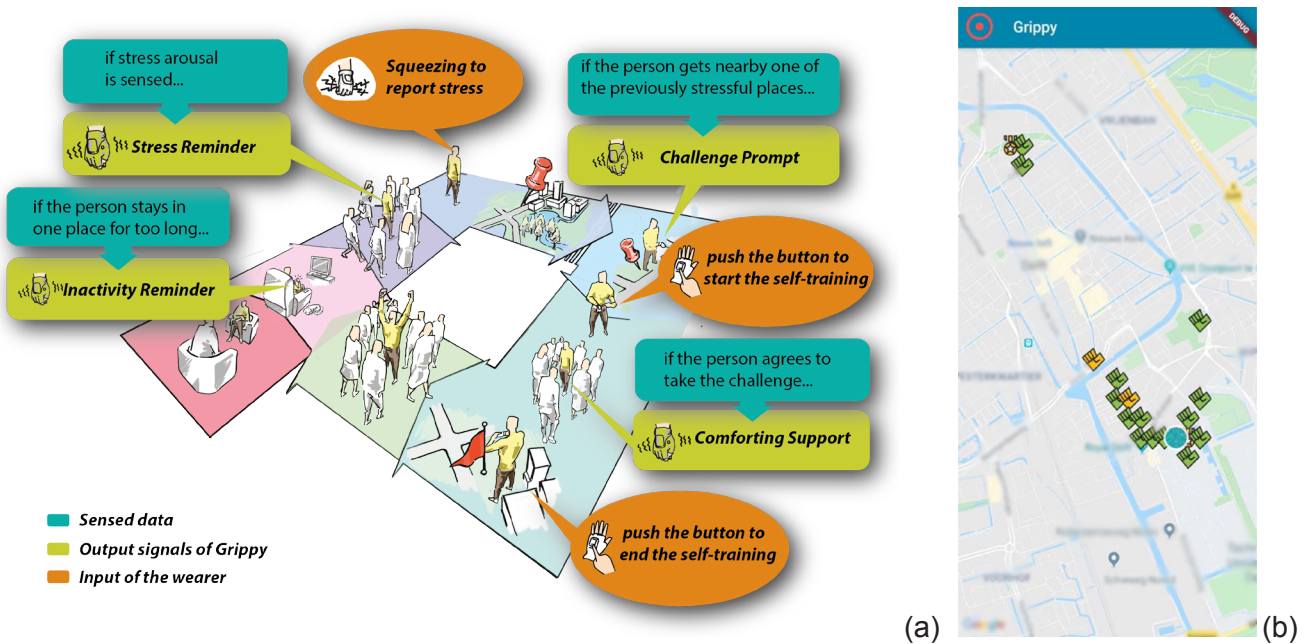 if stress arousal
is sensed...
Stress Reminder
if the person stays in
one place for too long...
Inactivity Reminder
Squeezing to
report stress
if the person gets nearby one of
the previously stressful places...
Challenge Prompt
push the button to
start the self-training
if the person agrees to
take the challenge...
Comforting Support
push the button to
end the self-training
Sensed data
Output signals of Grippy
Input of the wearer
(a)
Grippy
DEBUG
VOORHOF
Google
(b)